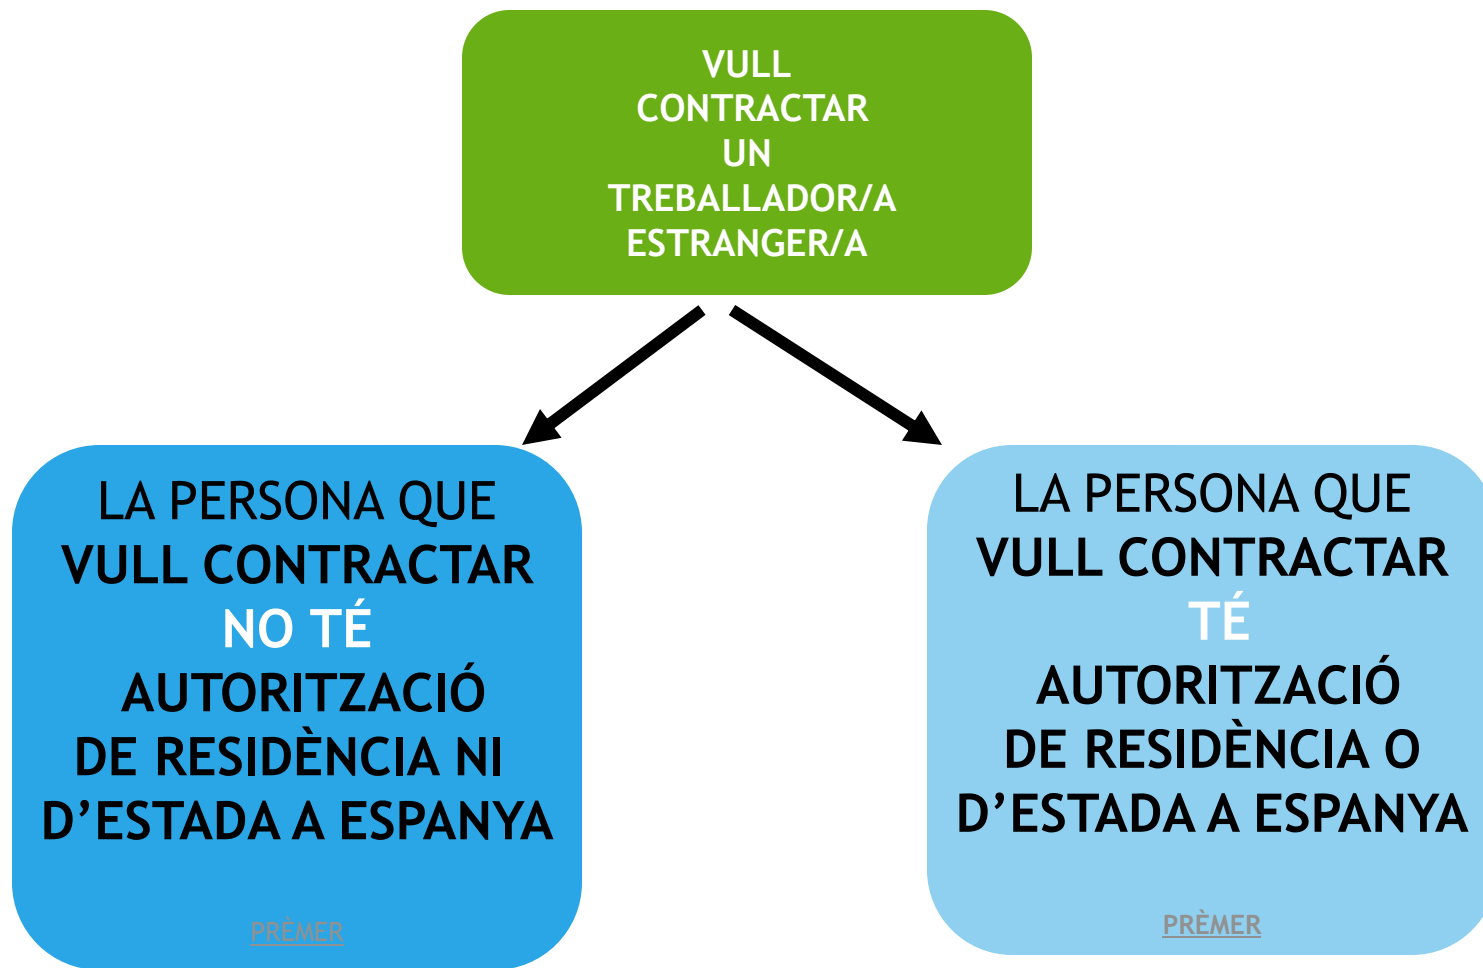 VULL
CONTRACTAR
UN
TREBALLADOR/A
ESTRANGER/A
LA PERSONA QUE
VULL CONTRACTAR
NO TÉ
AUTORITZACIÓ
DE RESIDÈNCIA NI
D’ESTADA A ESPANYA
PRÈMER
LA PERSONA QUE
VULL CONTRACTAR
TÉ
AUTORITZACIÓ
DE RESIDÈNCIA O
D’ESTADA A ESPANYA
PRÈMER